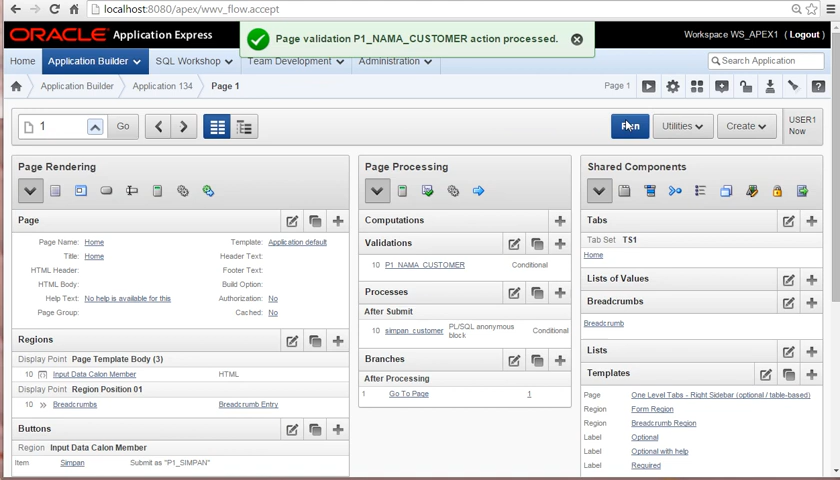 localhost:8080/apex/wwv_flow.accept
ORACLE Application Express
Page validation P1_NAMA_CUSTOMER action processed.
Workspace WS_APEX1 (Logout)
Home
Application Builder
SQL Workshop
Team Development
Administration
Search Application
Application Builder
Application 134
Page 1
Page 1
1
Go
Run
Utilities
Create
USER1
Now
Page Rendering
Page
Page Name: Home
Title: Home
HTML Header:
HTML Body:
Help Text: No help is available for this
Page Group:
Template: Application default
Header Text:
Footer Text:
Build Option:
Authorization: No
Cached: No
Regions
Display Point Page Template Body (3)
10 Input Data Calon Member HTML
Display Point Region Position 01
10 Breadcrumbs Breadcrumb Entry
Buttons
Region Input Data Calon Member
Item Simpan Submit as "P1_SIMPAN"
Page Processing
Computations
Validations
10 P1_NAMA_CUSTOMER Conditional
Processes
After Submit
10 simpan_customer PL/SQL anonymous block Conditional
Branches
After Processing
1 Go To Page 1
Shared Components
Tabs
Tab Set TS1
Home
Lists of Values
Breadcrumbs
Breadcrumb
Lists
Templates
Page One Level Tabs - Right Sidebar (optional / table-based)
Region Form Region
Region Breadcrumb Region
Label Optional
Label Optional with help
Label Required